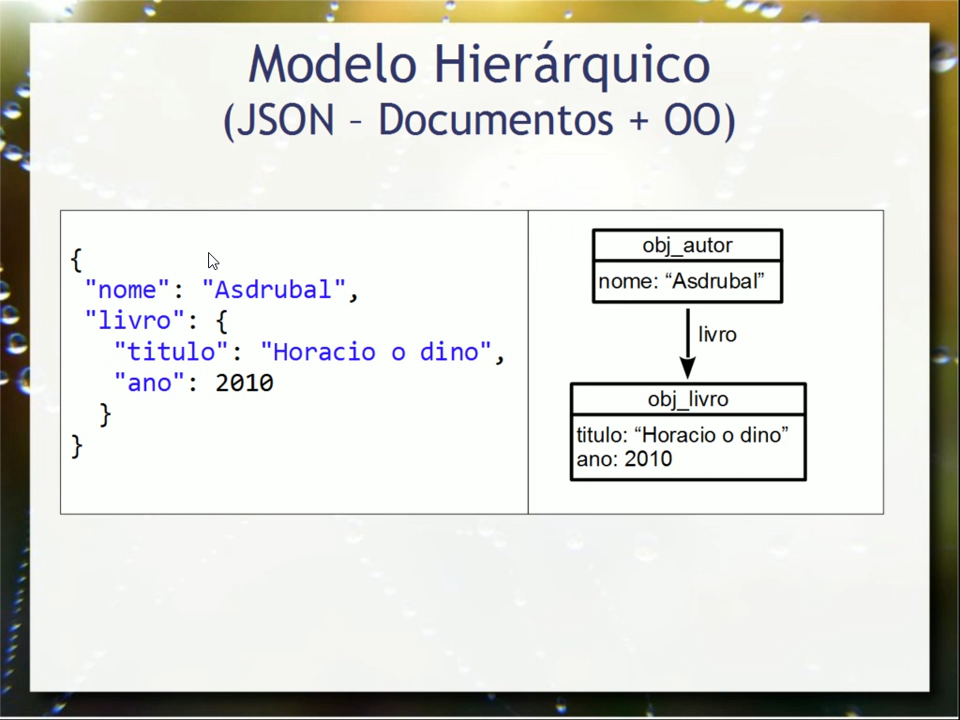 Modelo Hierárquico
(JSON – Documentos + OO)
{
"nome": "Asdrubal",
"livro": {
"titulo": "Horacio o dino",
"ano": 2010
}
}
obj_autor
nome: “Asdrubal”
livro
obj_livro
titulo: “Horacio o dino”
ano: 2010